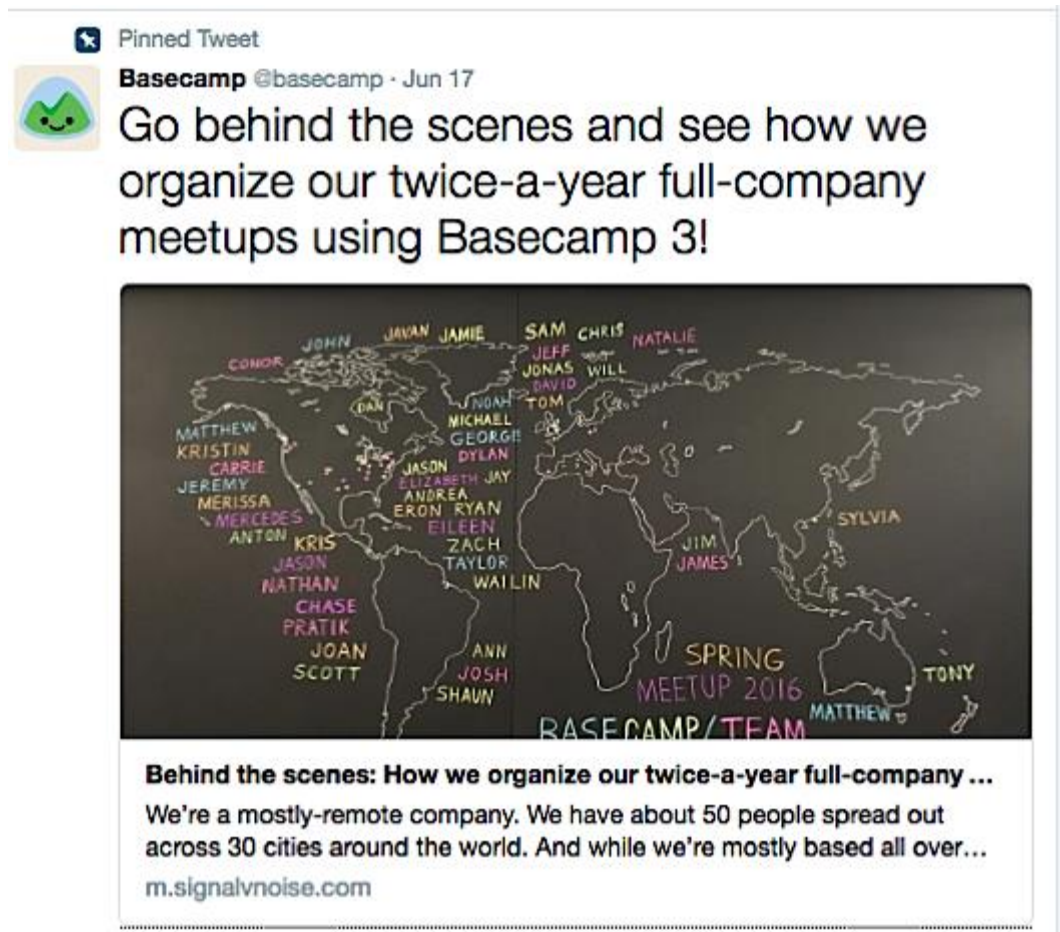 Pinned Tweet
Basecamp @basecamp · Jun 17
Go behind the scenes and see how we
organize our twice-a-year full-company
meetups using Basecamp 3!
JOHN JAVAN JAMIE SAM CHRIS NATALIE
CONOR JEFF
JONAS WILL
DAVID
DAN NOAH TOM
MATTHEW MICHAEL
KRISTIN GEORGE
CARRIE JASON DYLAN
JEREMY ELIZABETH JAY
MERISSA ANDREA
MERCEDES ERON RYAN
ANTON KRIS EILEEN SYLVIA
JASON ZACH JIM
NATHAN TAYLOR JAMES
CHASE WAILIN
PRATIK
JOAN ANN SPRING
SCOTT JOSH MEETUP 2016 TONY
SHAUN MATTHEW
BASECAMP/TEAM
Behind the scenes: How we organize our twice-a-year full-company ...
We're a mostly-remote company. We have about 50 people spread out
across 30 cities around the world. And while we're mostly based all over...
m.signalvnoise.com